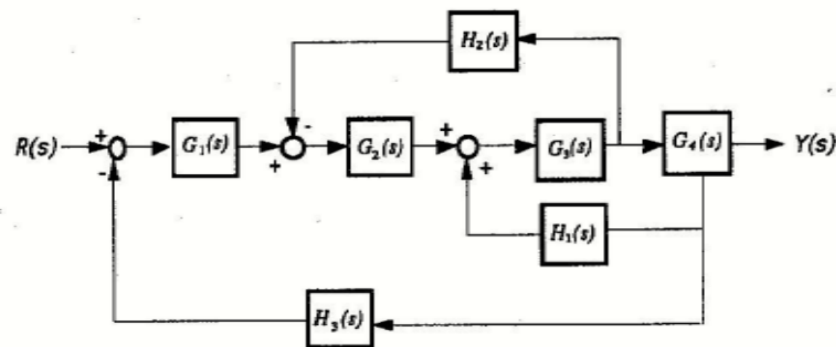 H₂(s)
R(s) + - G₁(s) + - G₂(s) + + G₃(s) G₄(s) Y(s)
H₁(s)
H₃(s)